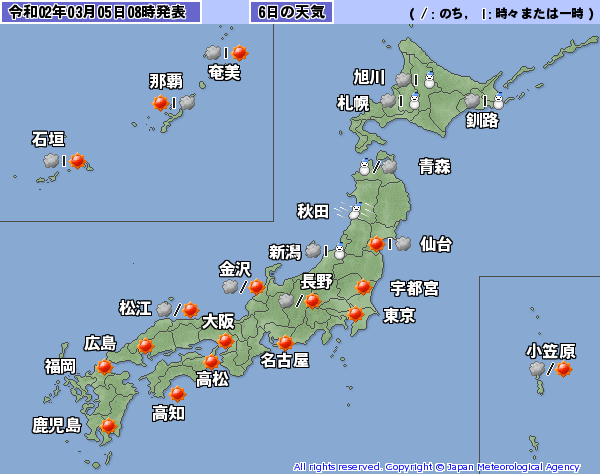 令和02年03月05日08時発表 6日の天気 ( / : のち, | : 時々または一時 )
奄美
那覇
石垣
旭川
札幌
釧路
青森
秋田
仙台
新潟
金沢
長野
宇都宮
松江
東京
大阪
広島
名古屋
小笠原
福岡
高松
高知
鹿児島
All rights reserved. Copyright © Japan Meteorological Agency